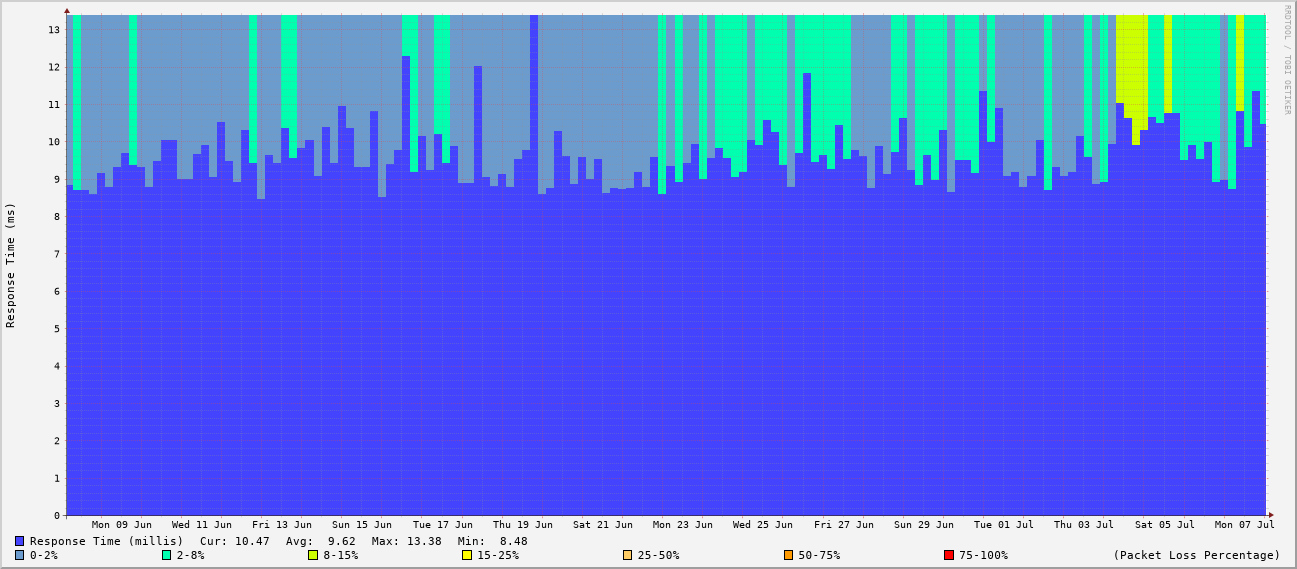 RRDTOOL / TOBI OETIKER
Response Time (ms)
13
12
11
10
9
8
7
6
5
4
3
2
1
0
Mon 09 Jun Wed 11 Jun Fri 13 Jun Sun 15 Jun Tue 17 Jun Thu 19 Jun Sat 21 Jun Mon 23 Jun Wed 25 Jun Fri 27 Jun Sun 29 Jun Tue 01 Jul Thu 03 Jul Sat 05 Jul Mon 07 Jul
Response Time (millis) Cur: 10.47 Avg: 9.62 Max: 13.38 Min: 8.48
0-2% 2-8% 8-15% 15-25% 25-50% 50-75% 75-100% (Packet Loss Percentage)